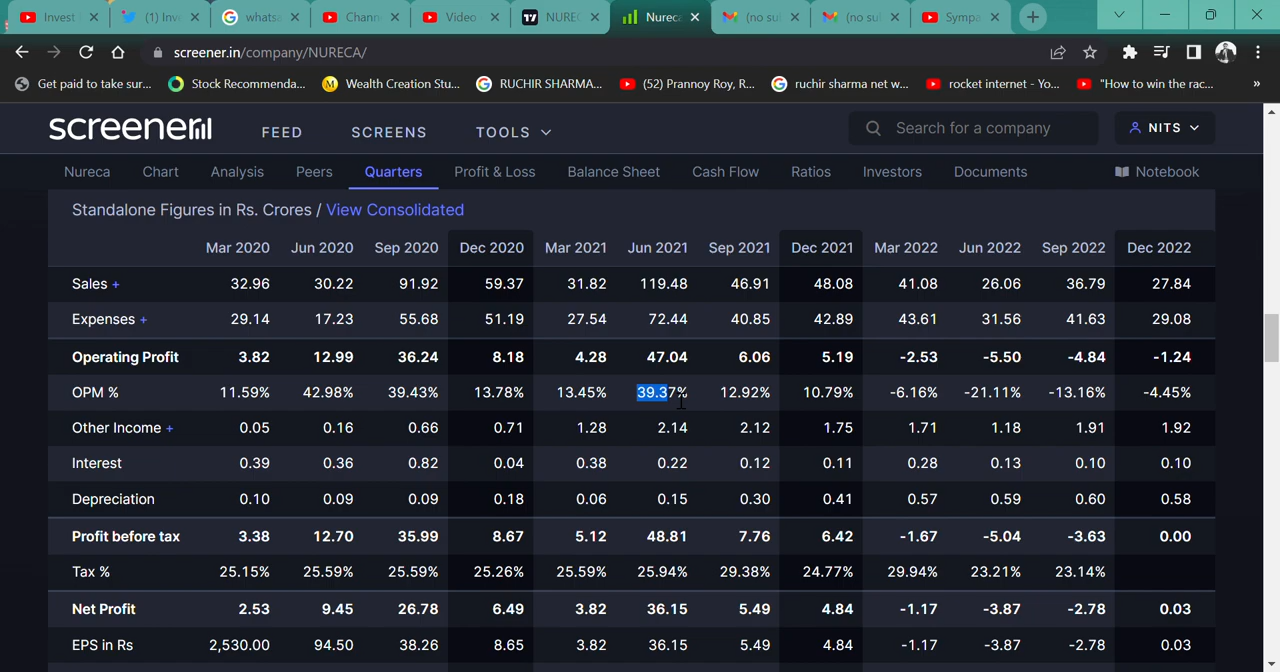 Invest (1) Inv whats Chann Video NUREC Nureca (no su (no su Sympa
screener.in/company/NURECA/
Get paid to take sur... Stock Recommenda... Wealth Creation Stu... RUCHIR SHARMA... (52) Prannoy Roy, R... ruchir sharma net w... rocket internet - Yo... "How to win the rac... »
screener FEED SCREENS TOOLS Search for a company NITS
Nureca Chart Analysis Peers Quarters Profit & Loss Balance Sheet Cash Flow Ratios Investors Documents Notebook
Standalone Figures in Rs. Crores / View Consolidated
Mar 2020 Jun 2020 Sep 2020 Dec 2020 Mar 2021 Jun 2021 Sep 2021 Dec 2021 Mar 2022 Jun 2022 Sep 2022 Dec 2022
Sales + 32.96 30.22 91.92 59.37 31.82 119.48 46.91 48.08 41.08 26.06 36.79 27.84
Expenses + 29.14 17.23 55.68 51.19 27.54 72.44 40.85 42.89 43.61 31.56 41.63 29.08
Operating Profit 3.82 12.99 36.24 8.18 4.28 47.04 6.06 5.19 -2.53 -5.50 -4.84 -1.24
OPM % 11.59% 42.98% 39.43% 13.78% 13.45% 39.37% 12.92% 10.79% -6.16% -21.11% -13.16% -4.45%
Other Income + 0.05 0.16 0.66 0.71 1.28 2.14 2.12 1.75 1.71 1.18 1.91 1.92
Interest 0.39 0.36 0.82 0.04 0.38 0.22 0.12 0.11 0.28 0.13 0.10 0.10
Depreciation 0.10 0.09 0.09 0.18 0.06 0.15 0.30 0.41 0.57 0.59 0.60 0.58
Profit before tax 3.38 12.70 35.99 8.67 5.12 48.81 7.76 6.42 -1.67 -5.04 -3.63 0.00
Tax % 25.15% 25.59% 25.59% 25.26% 25.59% 25.94% 29.38% 24.77% 29.94% 23.21% 23.14%
Net Profit 2.53 9.45 26.78 6.49 3.82 36.15 5.49 4.84 -1.17 -3.87 -2.78 0.03
EPS in Rs 2,530.00 94.50 38.26 8.65 3.82 36.15 5.49 4.84 -1.17 -3.87 -2.78 0.03